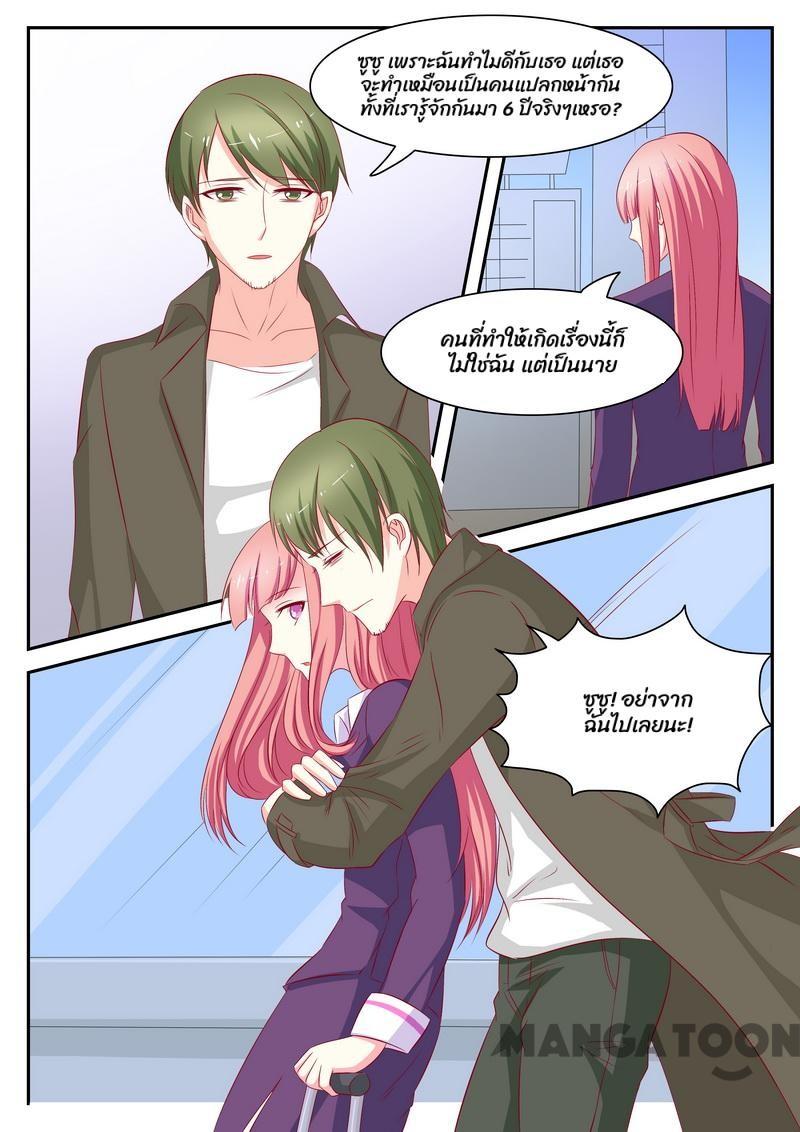 ซูซู เพราะฉันทำไมดีกับเธอ แต่เธอ
จะทำเหมือนเป็นคนแปลกหน้ากัน
ทั้งที่เรารู้จักกันมา 6 ปีจริงๆเหรอ?
คนที่ทำให้เกิดเรื่องนี้ก็
ไม่ใช่ฉัน แต่เป็นนาย
ซูซู! อย่าจาก
ฉันไปเลยนะ!
MANGATOON